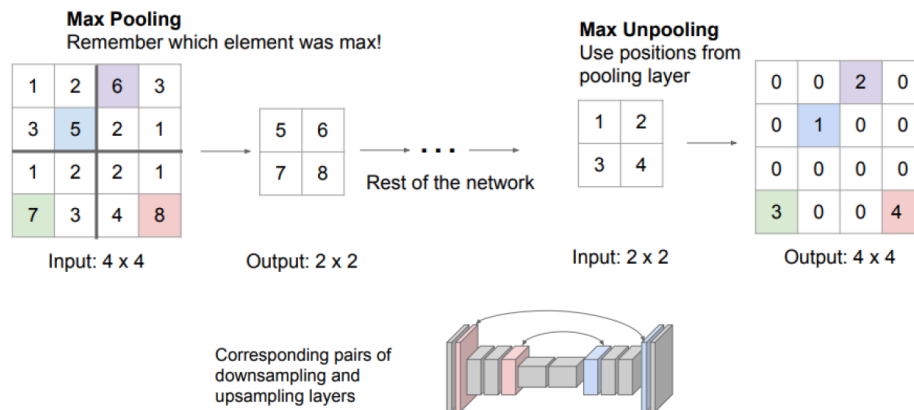 Max Pooling
Remember which element was max!
1 2 6 3
3 5 2 1
1 2 2 1
7 3 4 8
Input: 4 x 4
5 6
7 8
Output: 2 x 2
...
Rest of the network
Max Unpooling
Use positions from
pooling layer
1 2
3 4
Input: 2 x 2
0 0 2 0
0 1 0 0
0 0 0 0
3 0 0 4
Output: 4 x 4
Corresponding pairs of
downsampling and
upsampling layers